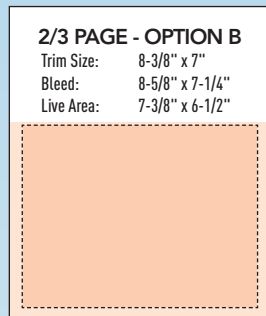 2/3 PAGE - OPTION B
Trim Size: 8-3/8" x 7"
Bleed: 8-5/8" x 7-1/4"
Live Area: 7-3/8" x 6-1/2"